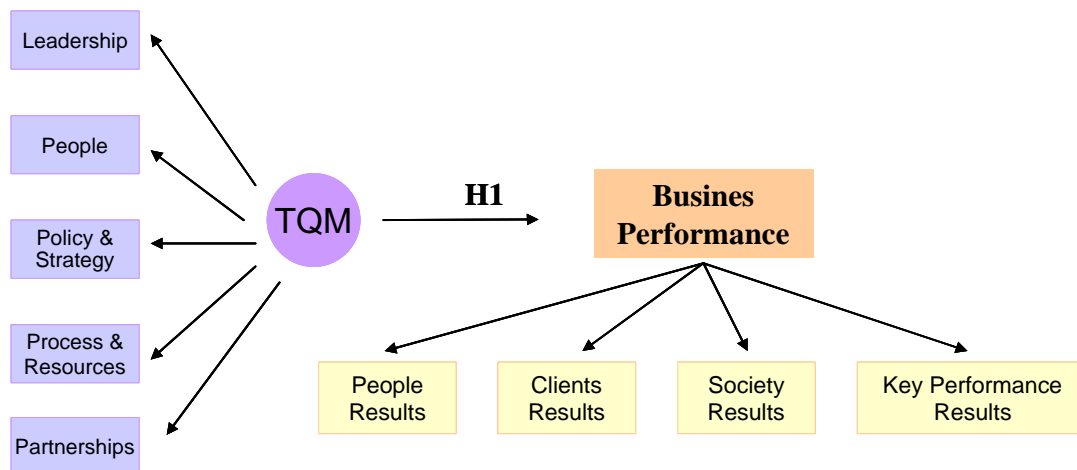 Leadership
People
Policy &
Strategy
Process &
Resources
Partnerships
TQM
H1
Busines
Performance
People
Results
Clients
Results
Society
Results
Key Performance
Results